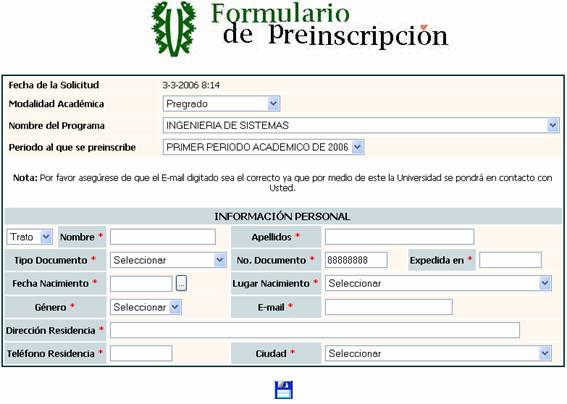 Formulario
de Preinscripción
Fecha de la Solicitud 3-3-2006 8:14
Modalidad Académica Pregrado
Nombre del Programa INGENIERIA DE SISTEMAS
Periodo al que se preinscribe PRIMER PERIODO ACADEMICO DE 2006
Nota: Por favor asegúrese de que el E-mail digitado sea el correcto ya que por medio de este la Universidad se pondrá en contacto con
Usted.
INFORMACIÓN PERSONAL
Trato Nombre * Apellidos *
Tipo Documento * Seleccionar No. Documento * 88888888 Expedida en *
Fecha Nacimiento * ... Lugar Nacimiento * Seleccionar
Género * Seleccionar E-mail *
Dirección Residencia *
Teléfono Residencia * Ciudad * Seleccionar